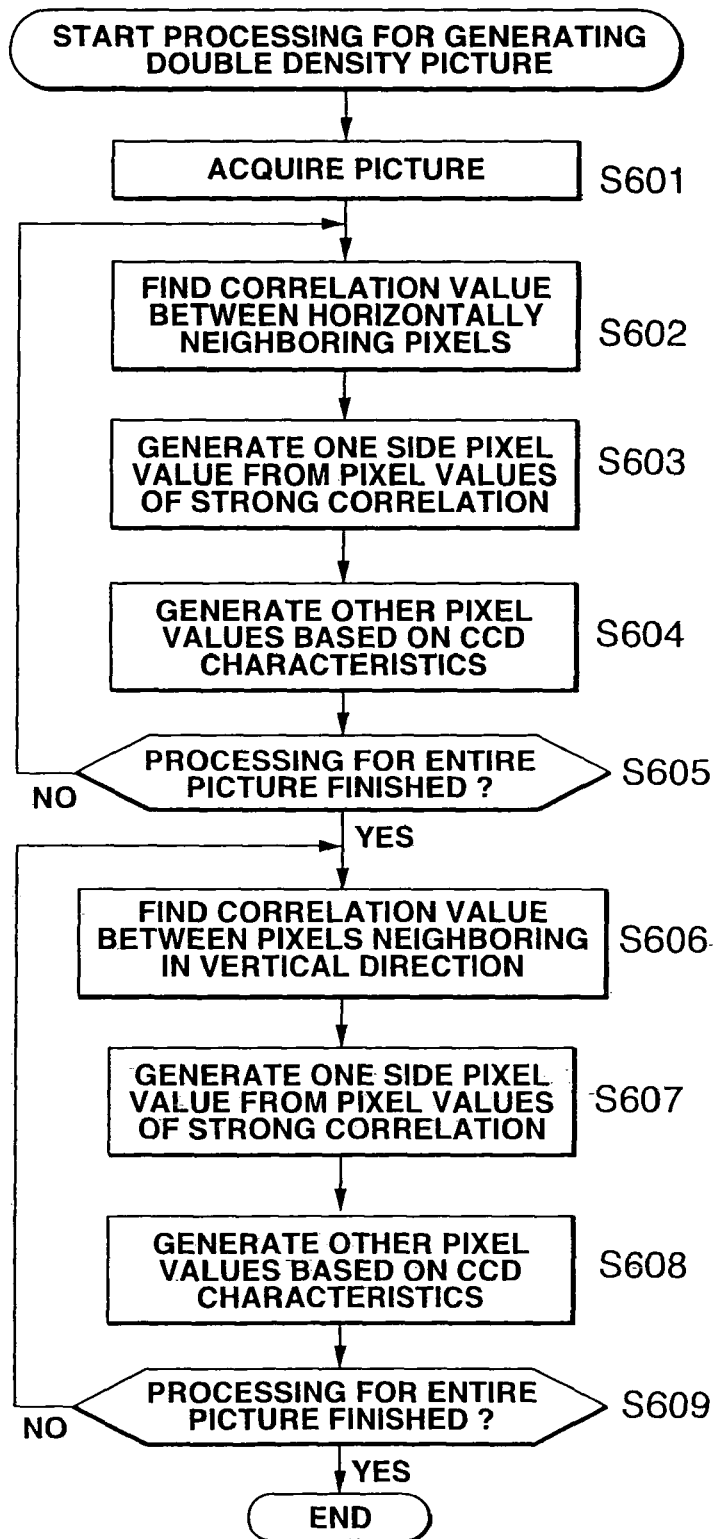 START PROCESSING FOR GENERATING
DOUBLE DENSITY PICTURE
ACQUIRE PICTURE
S601
FIND CORRELATION VALUE
BETWEEN HORIZONTALLY
NEIGHBORING PIXELS
S602
GENERATE ONE SIDE PIXEL
VALUE FROM PIXEL VALUES
OF STRONG CORRELATION
S603
GENERATE OTHER PIXEL
VALUES BASED ON CCD
CHARACTERISTICS
S604
PROCESSING FOR ENTIRE
PICTURE FINISHED ?
S605
NO
YES
FIND CORRELATION VALUE
BETWEEN PIXELS NEIGHBORING
IN VERTICAL DIRECTION
S606
GENERATE ONE SIDE PIXEL
VALUE FROM PIXEL VALUES
OF STRONG CORRELATION
S607
GENERATE OTHER PIXEL
VALUES BASED ON CCD
CHARACTERISTICS
S608
PROCESSING FOR ENTIRE
PICTURE FINISHED ?
S609
NO
YES
END